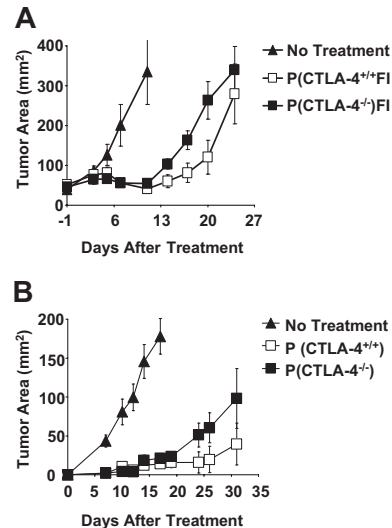 A
Tumor Area (mm²)
400
300
200
100
0
-1
6
13
20
27
Days After Treatment
No Treatment
P(CTLA-4⁺/⁺FI
P(CTLA-4⁻/⁻)FI
B
Tumor Area (mm²)
200
150
100
50
0
0
5
10
15
20
25
30
35
Days After Treatment
No Treatment
P (CTLA-4⁺/⁺)
P(CTLA-4⁻/⁻)